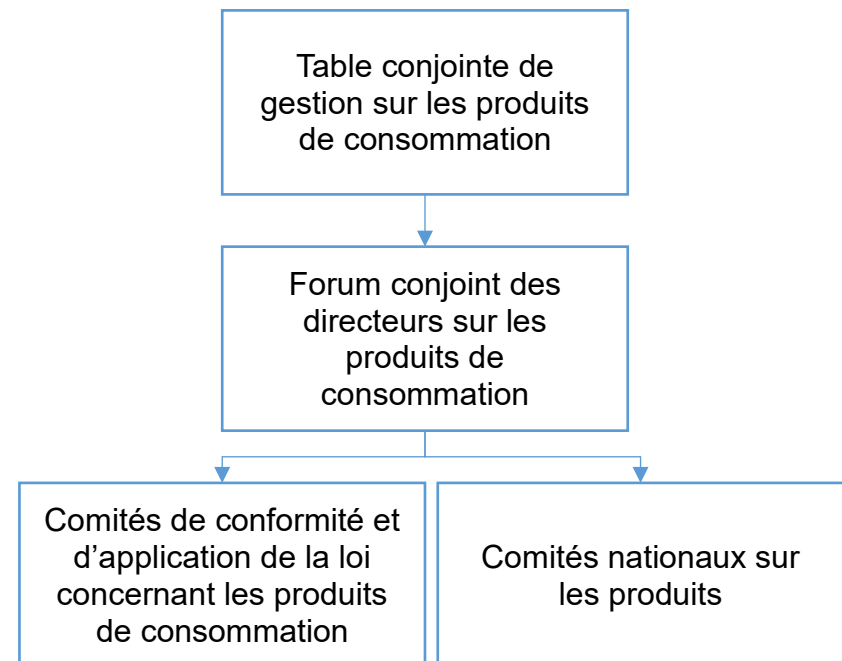 Table conjointe de
gestion sur les produits
de consommation
Forum conjoint des
directeurs sur les
produits de
consommation
Comités de conformité et
d’application de la loi
concernant les produits
de consommation
Comités nationaux sur
les produits